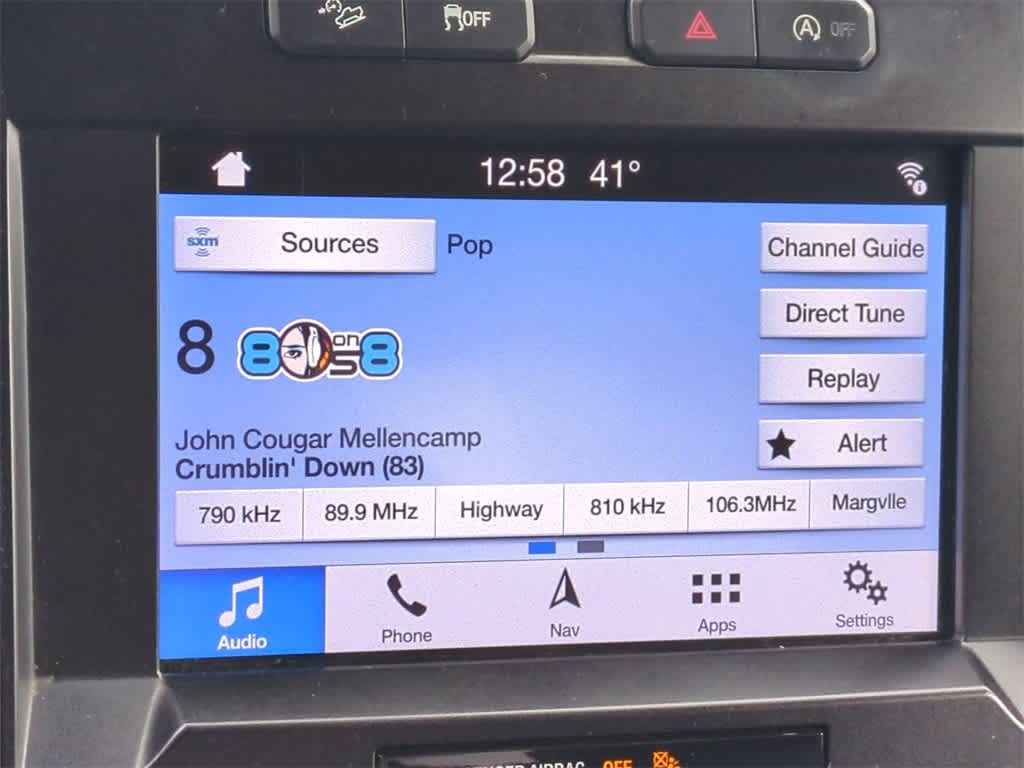 OFF
A OFF
12:58 41°
sxm Sources Pop
Channel Guide
Direct Tune
8 80s on 8
Replay
Alert
John Cougar Mellencamp
Crumblin' Down (83)
790 kHz 89.9 MHz Highway 810 kHz 106.3MHz Margvlle
Audio Phone Nav Apps Settings
AIRBAG OFF